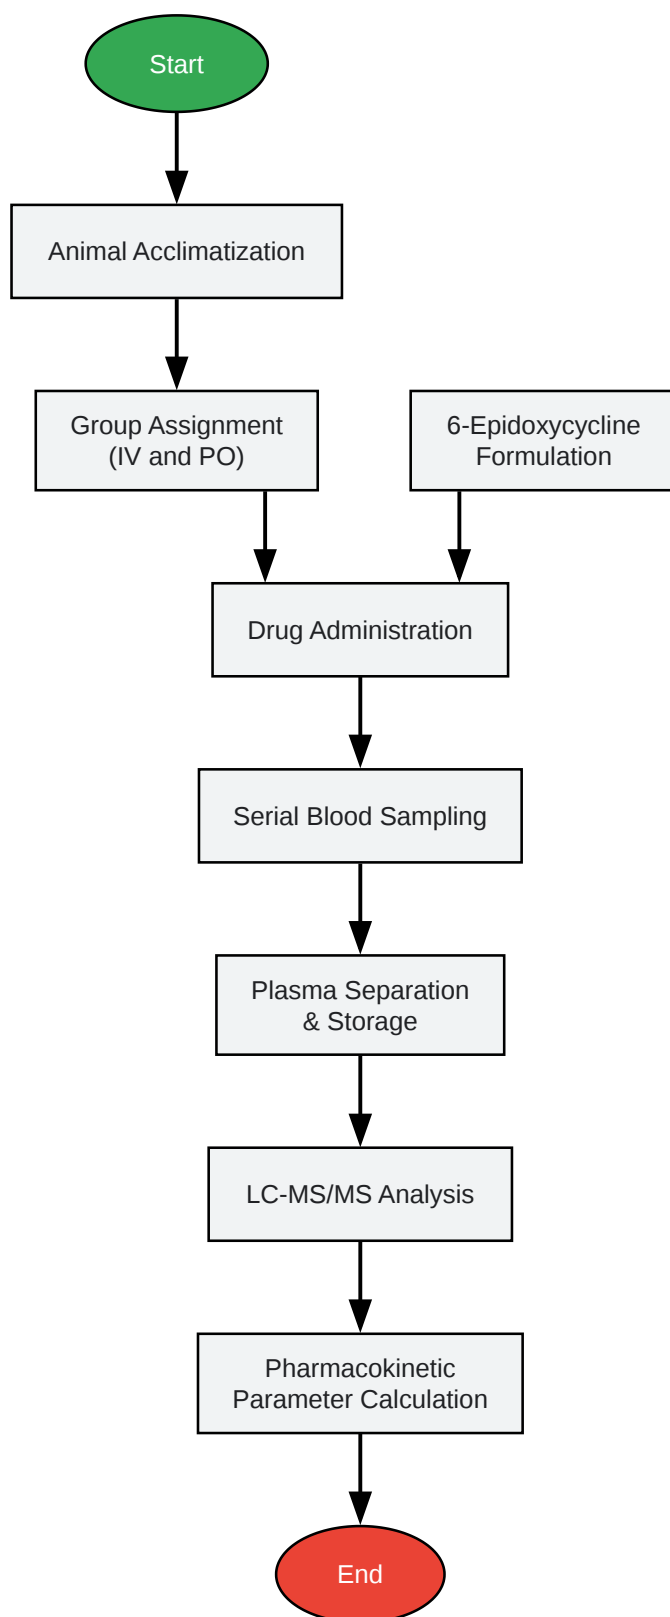 Start
Animal Acclimatization
Group Assignment
(IV and PO)
6-Epidoxycycline
Formulation
Drug Administration
Serial Blood Sampling
Plasma Separation
& Storage
LC-MS/MS Analysis
Pharmacokinetic
Parameter Calculation
End